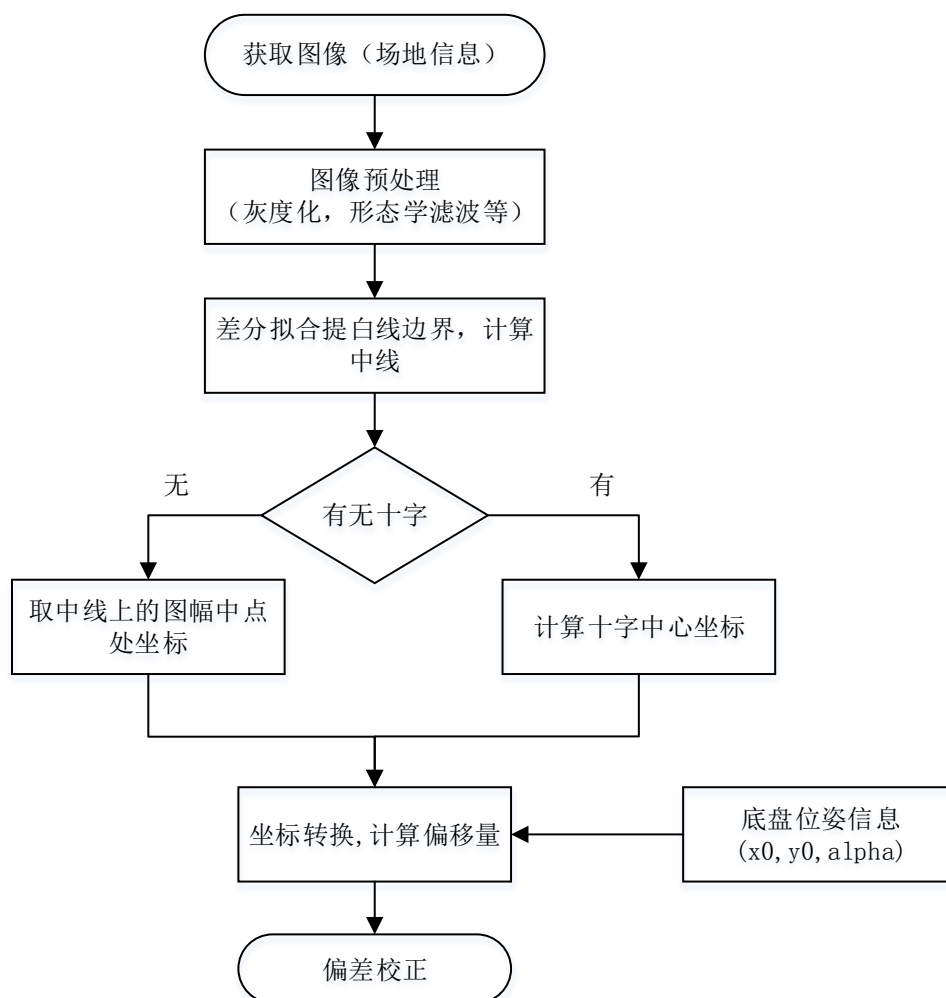 获取图像（场地信息）
图像预处理
（灰度化，形态学滤波等）
差分拟合提白线边界，计算
中线
无
有
有无十字
取中线上的图幅中点
处坐标
计算十字中心坐标
坐标转换,计算偏移量
底盘位姿信息
(x0,y0,alpha)
偏差校正